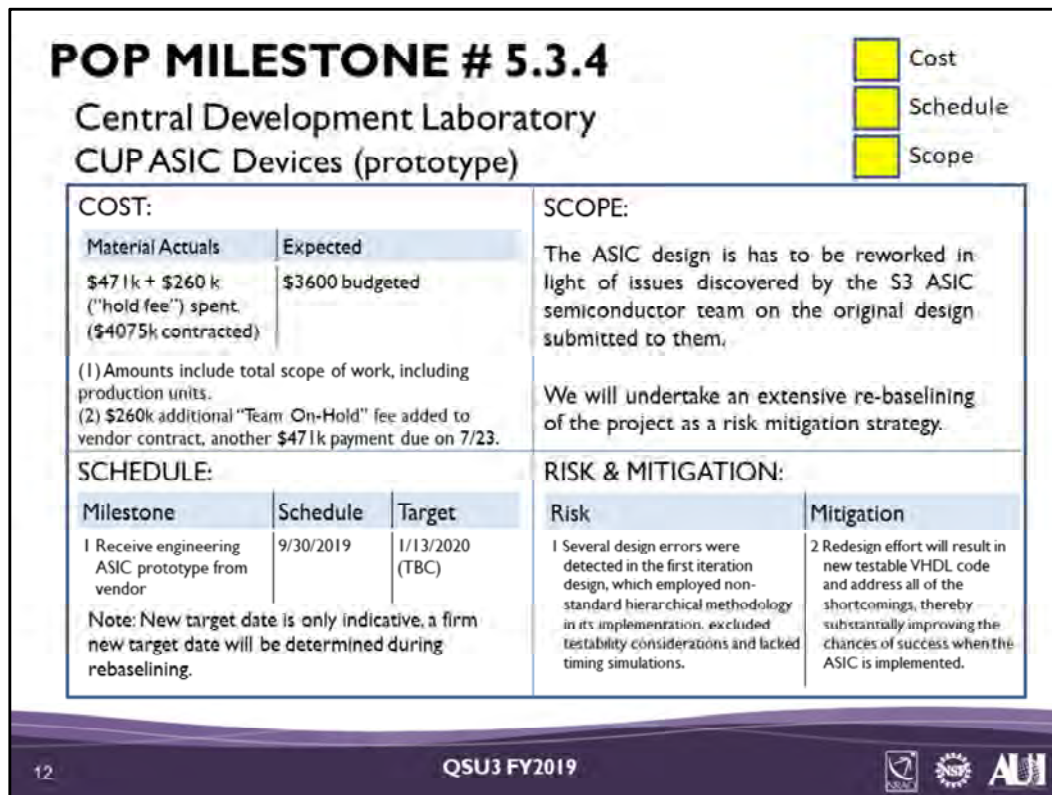 POP MILESTONE # 5.3.4
Cost
Schedule
Scope
Central Development Laboratory
CUP ASIC Devices (prototype)
COST:
Material Actuals Expected
$471k + $260 k $3600 budgeted
("hold fee") spent.
($4075k contracted)
(1) Amounts include total scope of work, including
production units.
(2) $260k additional "Team On-Hold" fee added to
vendor contract, another $471k payment due on 7/23.
SCOPE:
The ASIC design is has to be reworked in
light of issues discovered by the S3 ASIC
semiconductor team on the original design
submitted to them.
We will undertake an extensive re-baselining
of the project as a risk mitigation strategy.
SCHEDULE:
Milestone Schedule Target
1 Receive engineering 9/30/2019 1/13/2020
ASIC prototype from (TBC)
vendor
Note: New target date is only indicative, a firm
new target date will be determined during
rebaselining.
RISK & MITIGATION:
Risk Mitigation
1 Several design errors were 2 Redesign effort will result in
detected in the first iteration new testable VHDL code
design, which employed non- and address all of the
standard hierarchical methodology shortcomings, thereby
in its implementation, excluded substantially improving the
testability considerations and lacked chances of success when the
timing simulations. ASIC is implemented.
12
QSU3 FY2019
NRAO
NSF
AUI